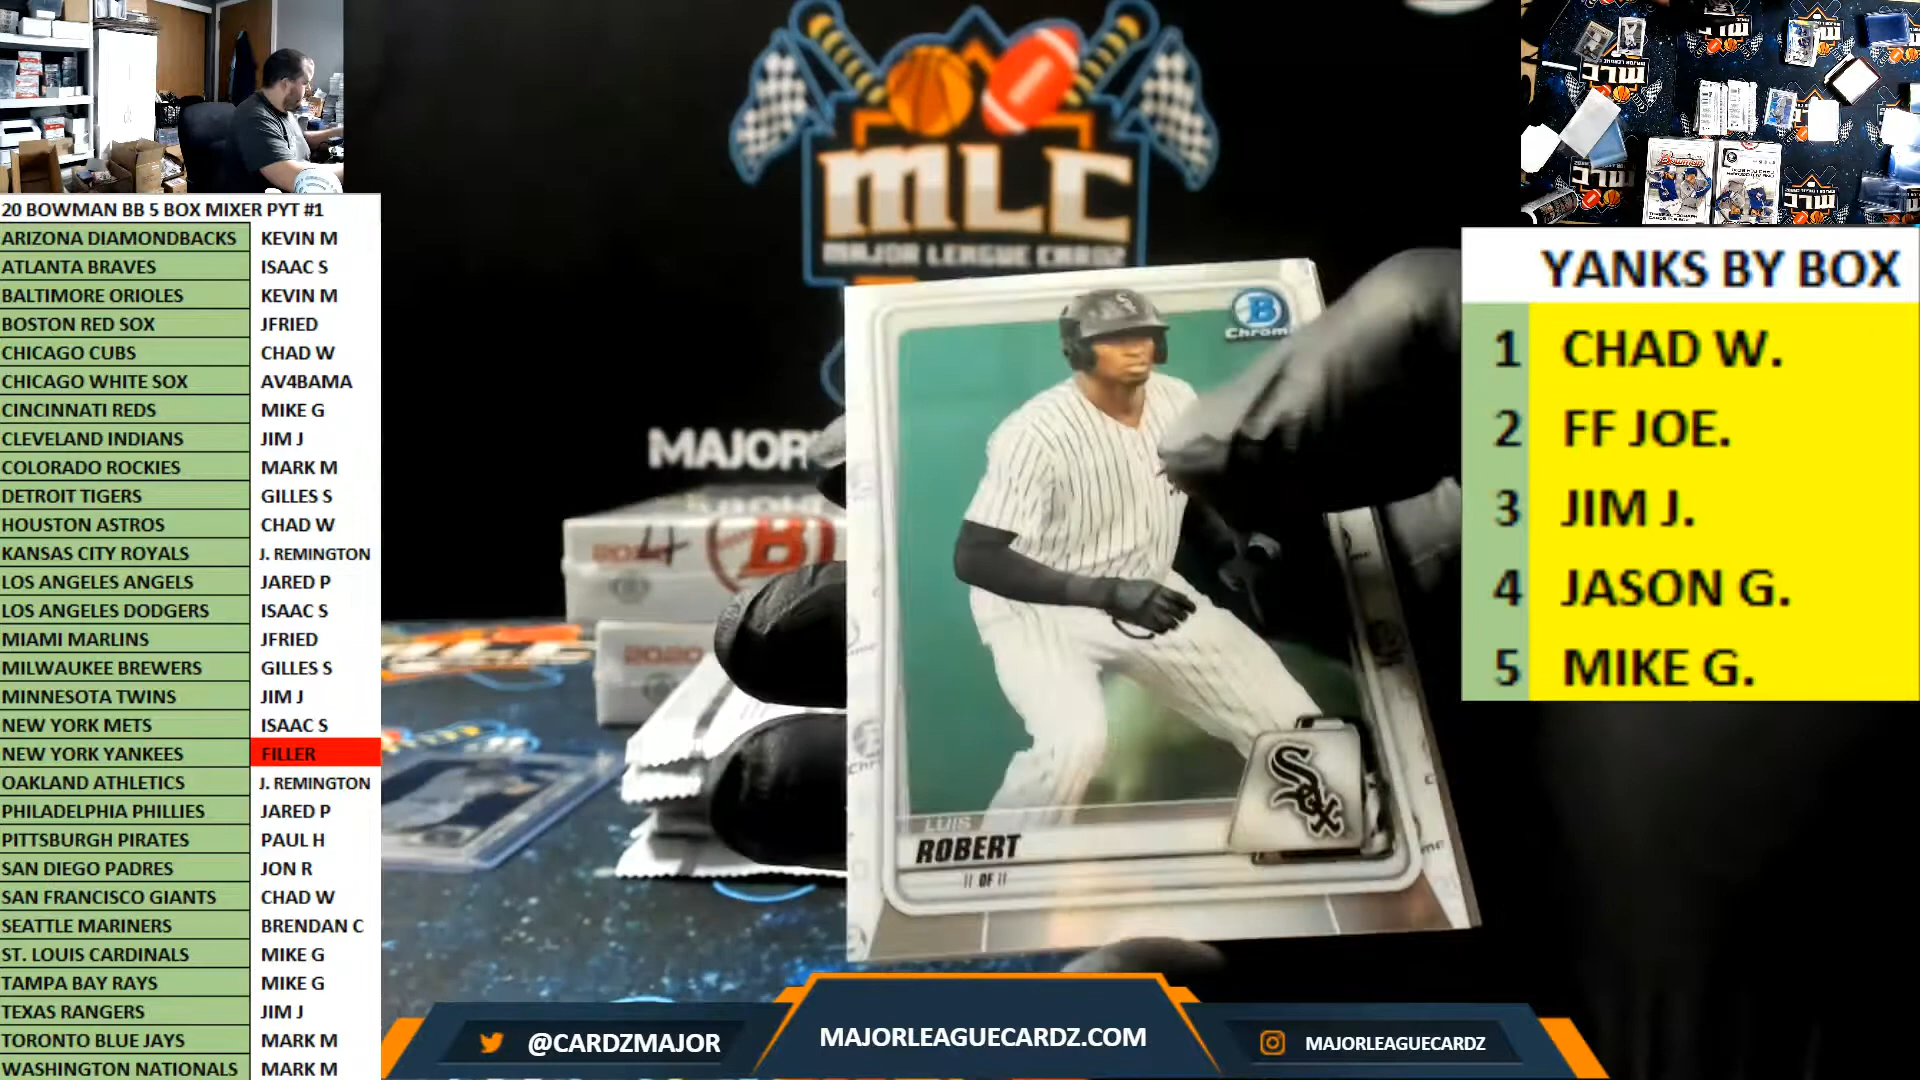 20 BOWMAN BB 5 BOX MIXER PYT #1
ARIZONA DIAMONDBACKS KEVIN M
ATLANTA BRAVES ISAAC S
BALTIMORE ORIOLES KEVIN M
BOSTON RED SOX JFRIED
CHICAGO CUBS CHAD W
CHICAGO WHITE SOX AV4BAMA
CINCINNATI REDS MIKE G
CLEVELAND INDIANS JIM J
COLORADO ROCKIES MARK M
DETROIT TIGERS GILLES S
HOUSTON ASTROS CHAD W
KANSAS CITY ROYALS J. REMINGTON
LOS ANGELES ANGELS JARED P
LOS ANGELES DODGERS ISAAC S
MIAMI MARLINS JFRIED
MILWAUKEE BREWERS GILLES S
MINNESOTA TWINS JIM J
NEW YORK METS ISAAC S
NEW YORK YANKEES FILLER
OAKLAND ATHLETICS J. REMINGTON
PHILADELPHIA PHILLIES JARED P
PITTSBURGH PIRATES PAUL H
SAN DIEGO PADRES JON R
SAN FRANCISCO GIANTS CHAD W
SEATTLE MARINERS BRENDAN C
ST. LOUIS CARDINALS MIKE G
TAMPA BAY RAYS MIKE G
TEXAS RANGERS JIM J
TORONTO BLUE JAYS MARK M
WASHINGTON NATIONALS MARK M
MLC
MAJOR LEAGUE CARDZ
MAJOR
4
B
2020
B
Chrome
Sox
LUIS
ROBERT
11 OF 11
Bowman
MLC
YANKS BY BOX
1 CHAD W.
2 FF JOE.
3 JIM J.
4 JASON G.
5 MIKE G.
@CARDZMAJOR
MAJORLEAGUECARDZ.COM
MAJORLEAGUECARDZ